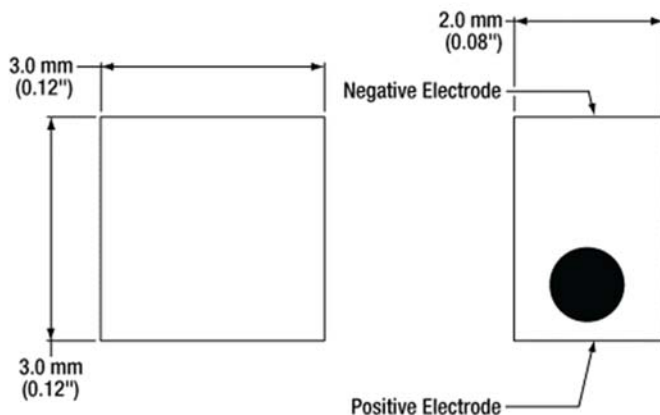 2.0 mm
(0.08")
3.0 mm
(0.12")
Negative Electrode
3.0 mm
(0.12")
Positive Electrode